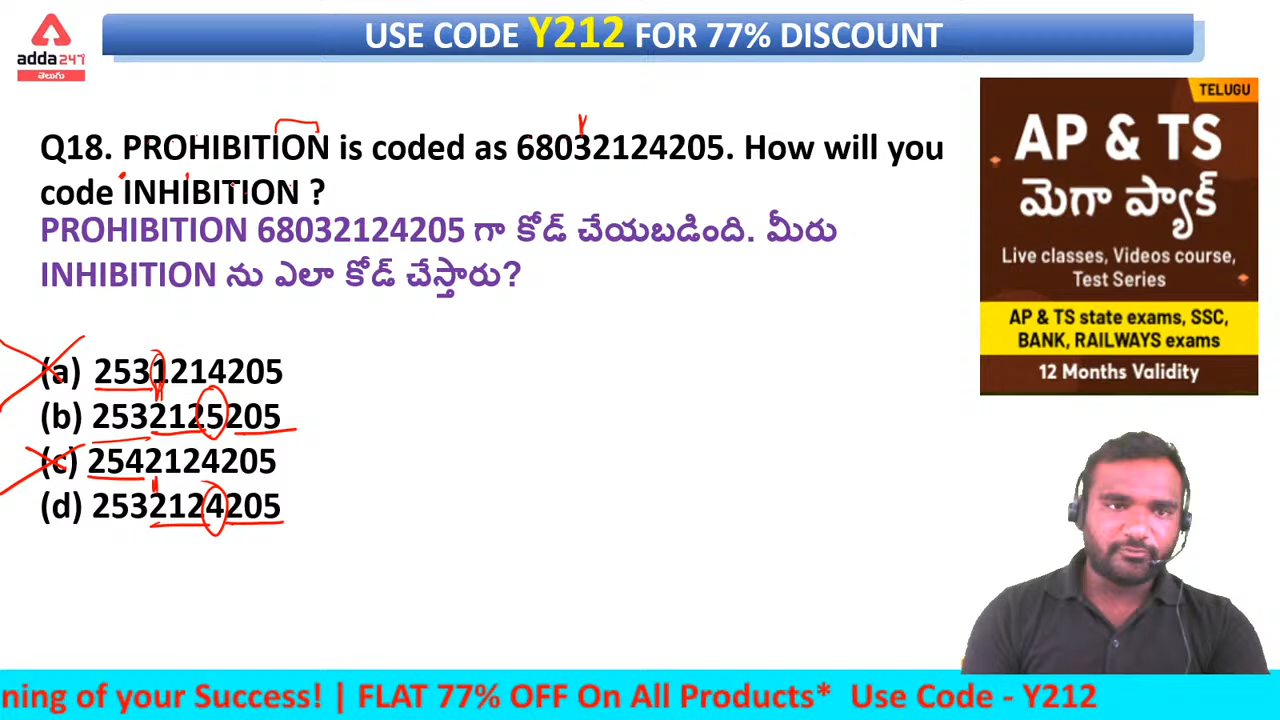 USE CODE Y212 FOR 77% DISCOUNT
adda247
తెలుగు
Q18. PROHIBITION is coded as 68032124205. How will you
code INHIBITION ?
PROHIBITION 68032124205 గా కోడ్ చేయబడింది. మీరు
INHIBITION ను ఎలా కోడ్ చేస్తారు?
(a) 2531214205
(b) 2532125205
(c) 2542124205
(d) 2532124205
TELUGU
AP & TS
మెగా ప్యాక్
Live classes, Videos course,
Test Series
AP & TS state exams, SSC,
BANK, RAILWAYS exams
12 Months Validity
ning of your Success! | FLAT 77% OFF On All Products* Use Code - Y212